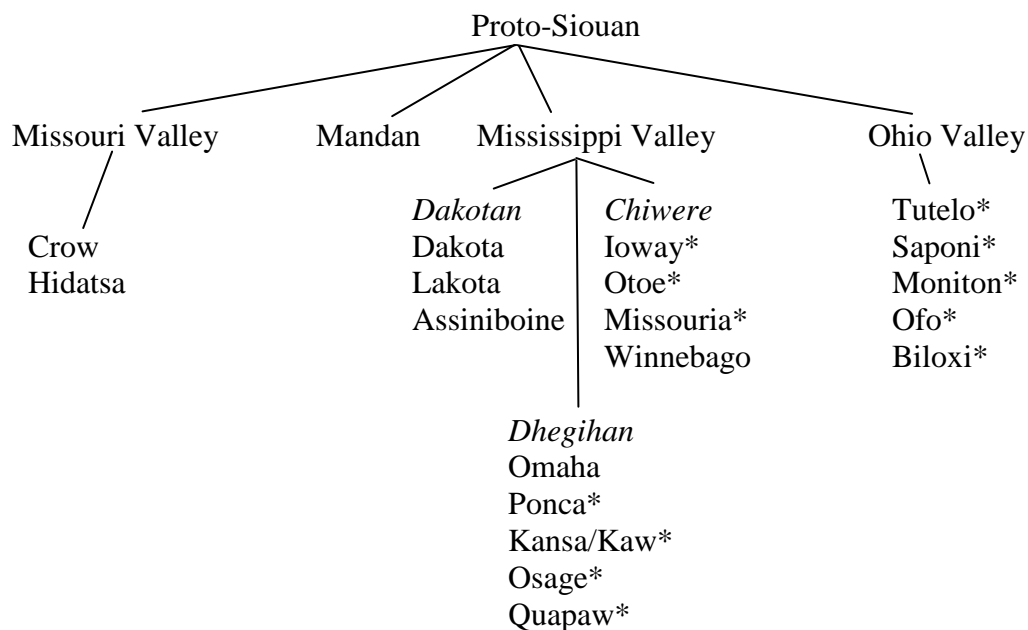 Proto-Siouan
Missouri Valley Mandan Mississippi Valley Ohio Valley
Dakotan Chiwere Tutelo*
Crow Dakota Ioway* Saponi*
Hidatsa Lakota Otoe* Moniton*
Assiniboine Missouria* Ofo*
Winnebago Biloxi*
Dhegihan
Omaha
Ponca*
Kansa/Kaw*
Osage*
Quapaw*